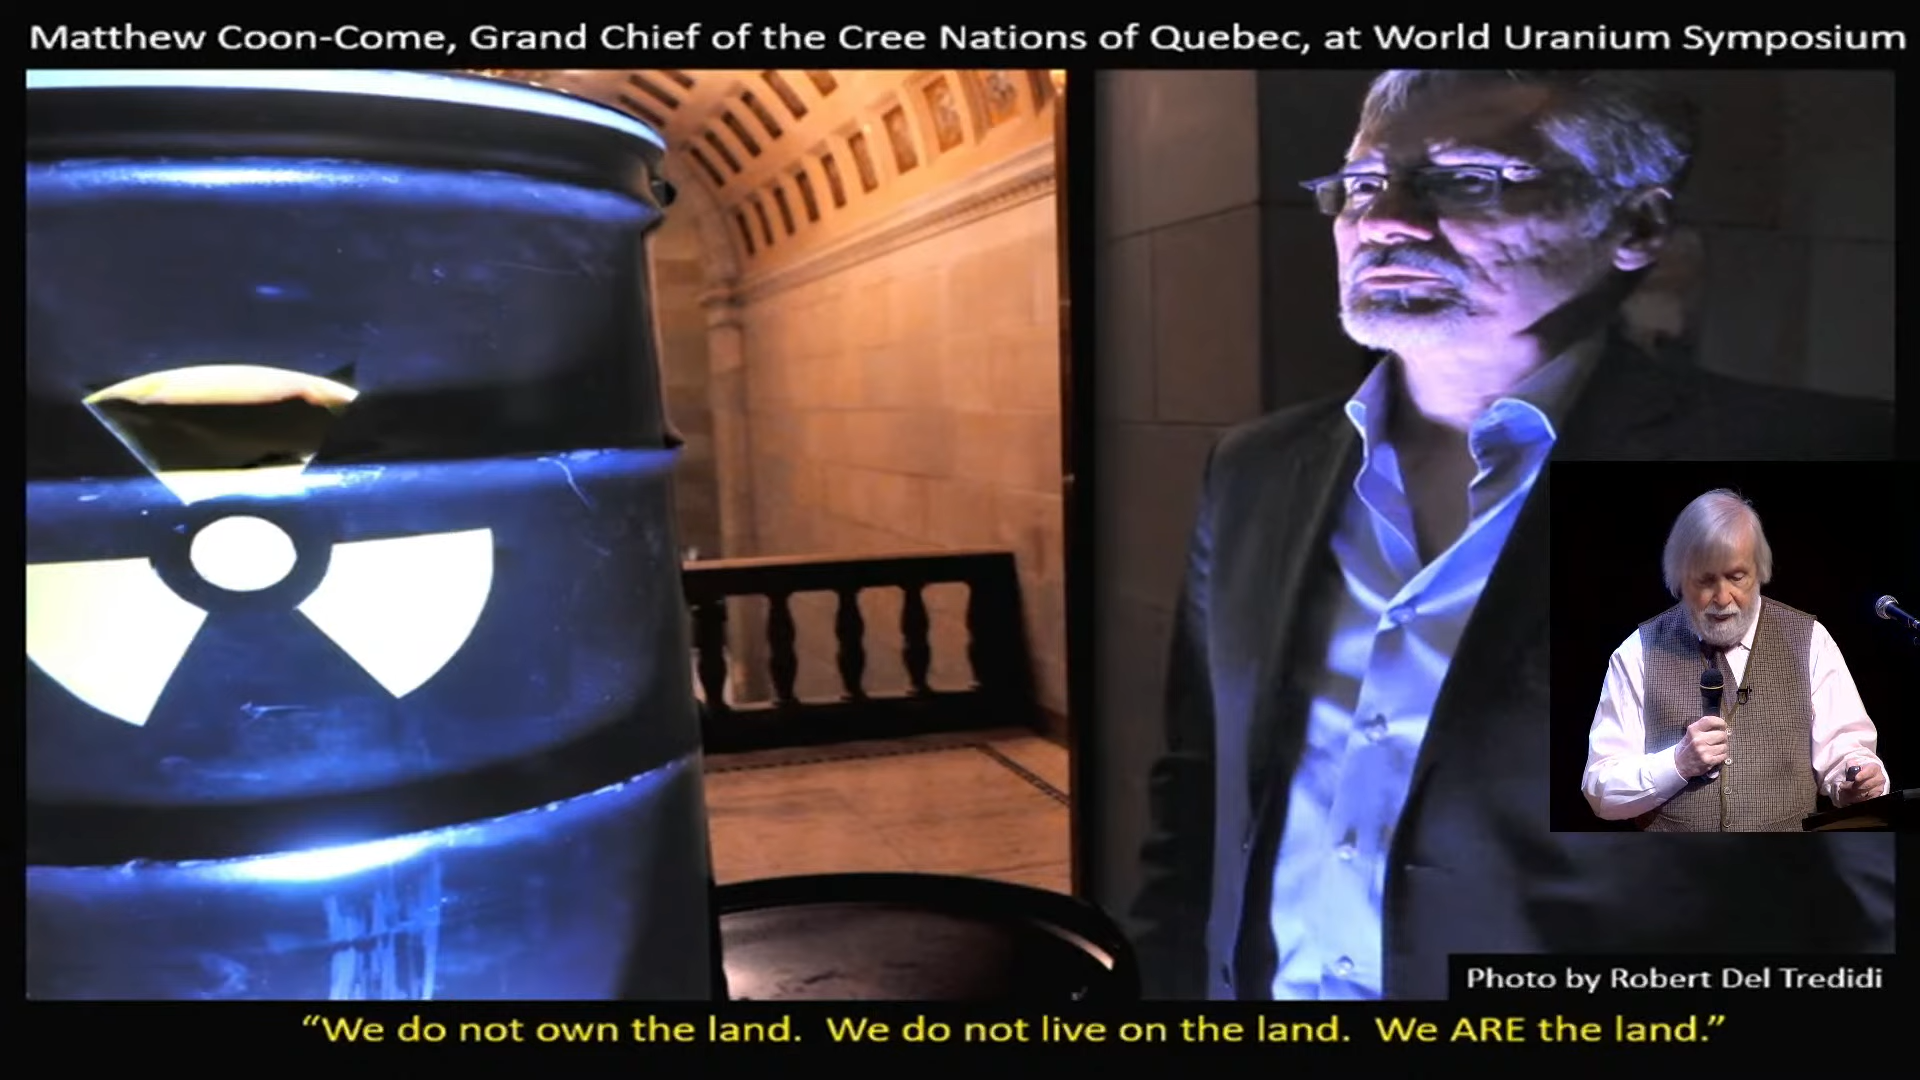 Matthew Coon-Come, Grand Chief of the Cree Nations of Quebec, at World Uranium Symposium
Photo by Robert Del Tredidi
“We do not own the land.  We do not live on the land.  We ARE the land.”